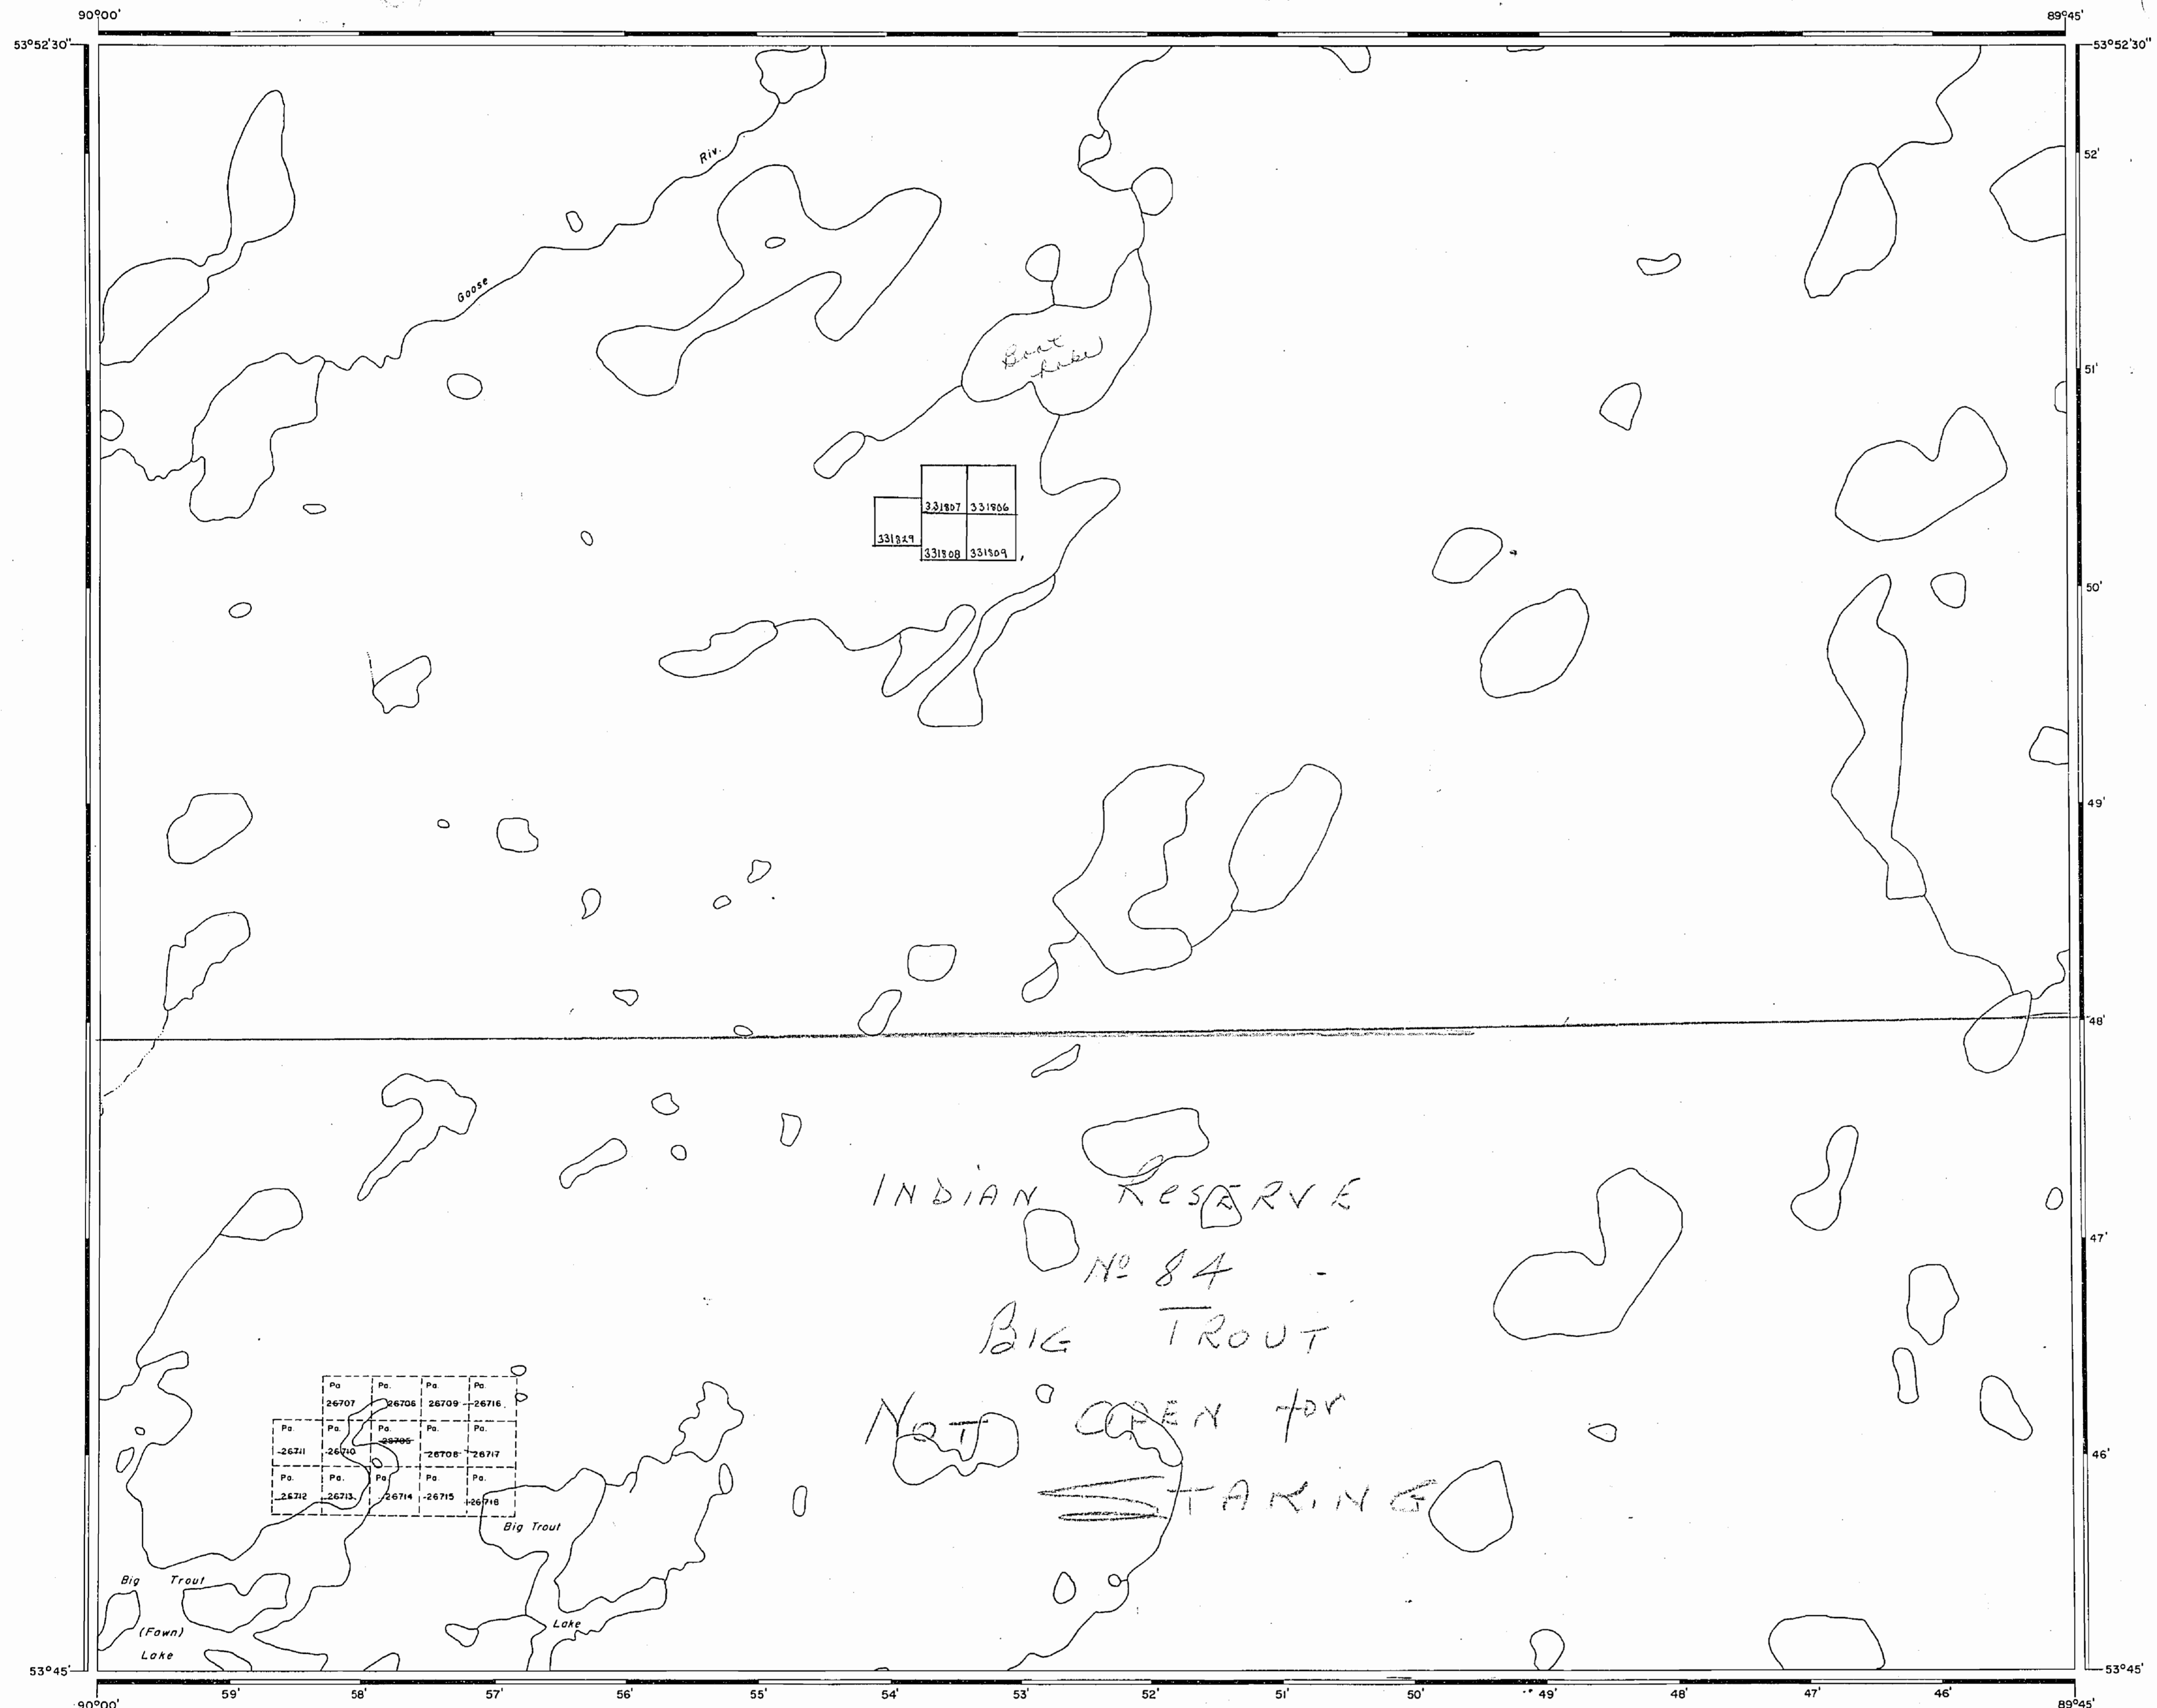 90°00'
89°45'
53°52'30"
53°52'30"
Riv.
52'
Goose
Boat
Lake
51'
331807 331806
331829
331808 331809
50'
49'
48'
INDIAN RESERVE
47'
Nº 84 -
BIG TROUT
Pa. Pa. Pa. Pa.
26707 26709 26716
NOT OPEN for
Pa. Pa. Pa. Pa. Pa.
26711 26710 26708 26717
46'
Pa. Pa. Pa. Pa. Pa.
26712 26713 26714 26715 26718
STAKING
Big Trout
Big Trout
Lake
(Fawn)
Lake
53°45'
53°45'
90°00' 59' 58' 57' 56' 55' 54' 53' 52' 51' 50' 49' 48' 47' 46' 89°45'